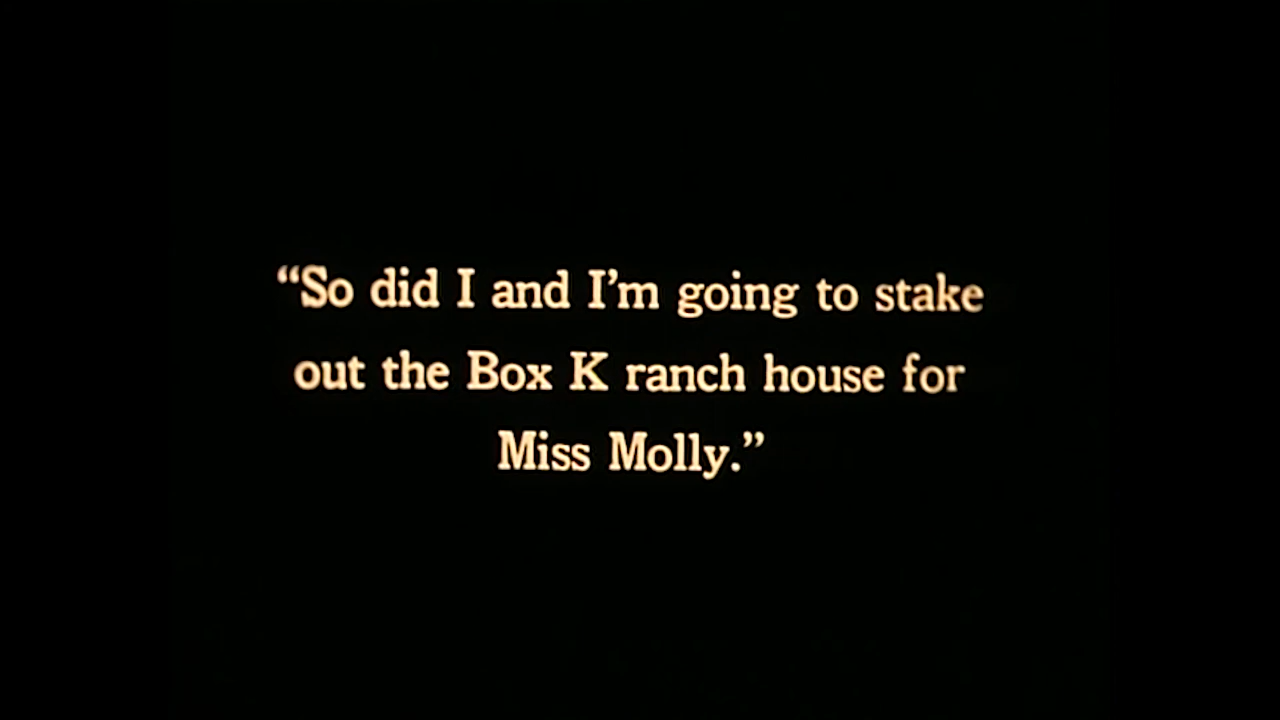 “So did I and I’m going to stake
out the Box K ranch house for
Miss Molly.”